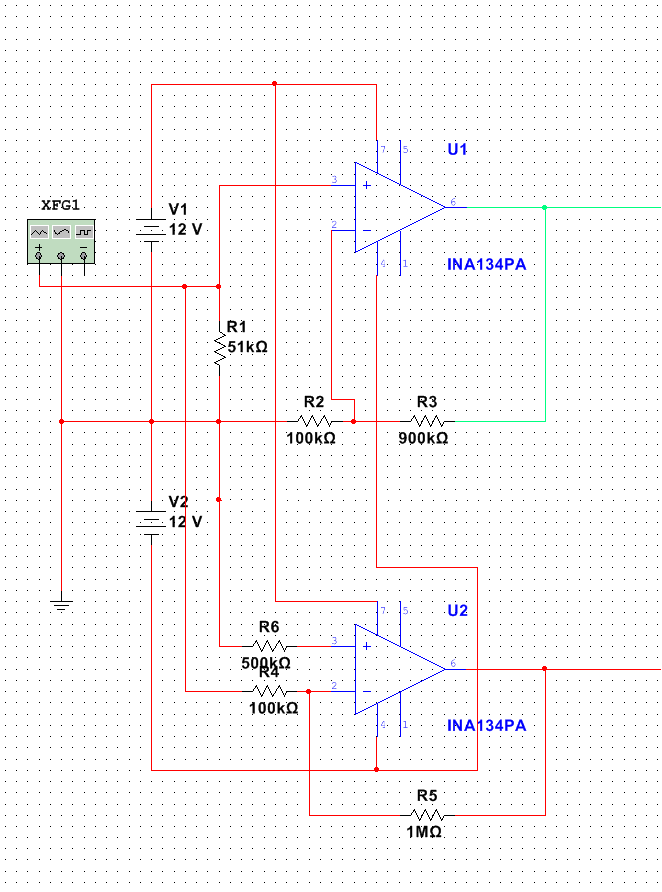 U1
7
5
3
+
6
2
−
4
1
INA134PA
XFG1
+
−
V1
12 V
R1
51kΩ
R2
100kΩ
R3
900kΩ
V2
12 V
U2
7
5
R6
500kΩ
3
+
6
R4
100kΩ
2
−
4
1
INA134PA
R5
1MΩ